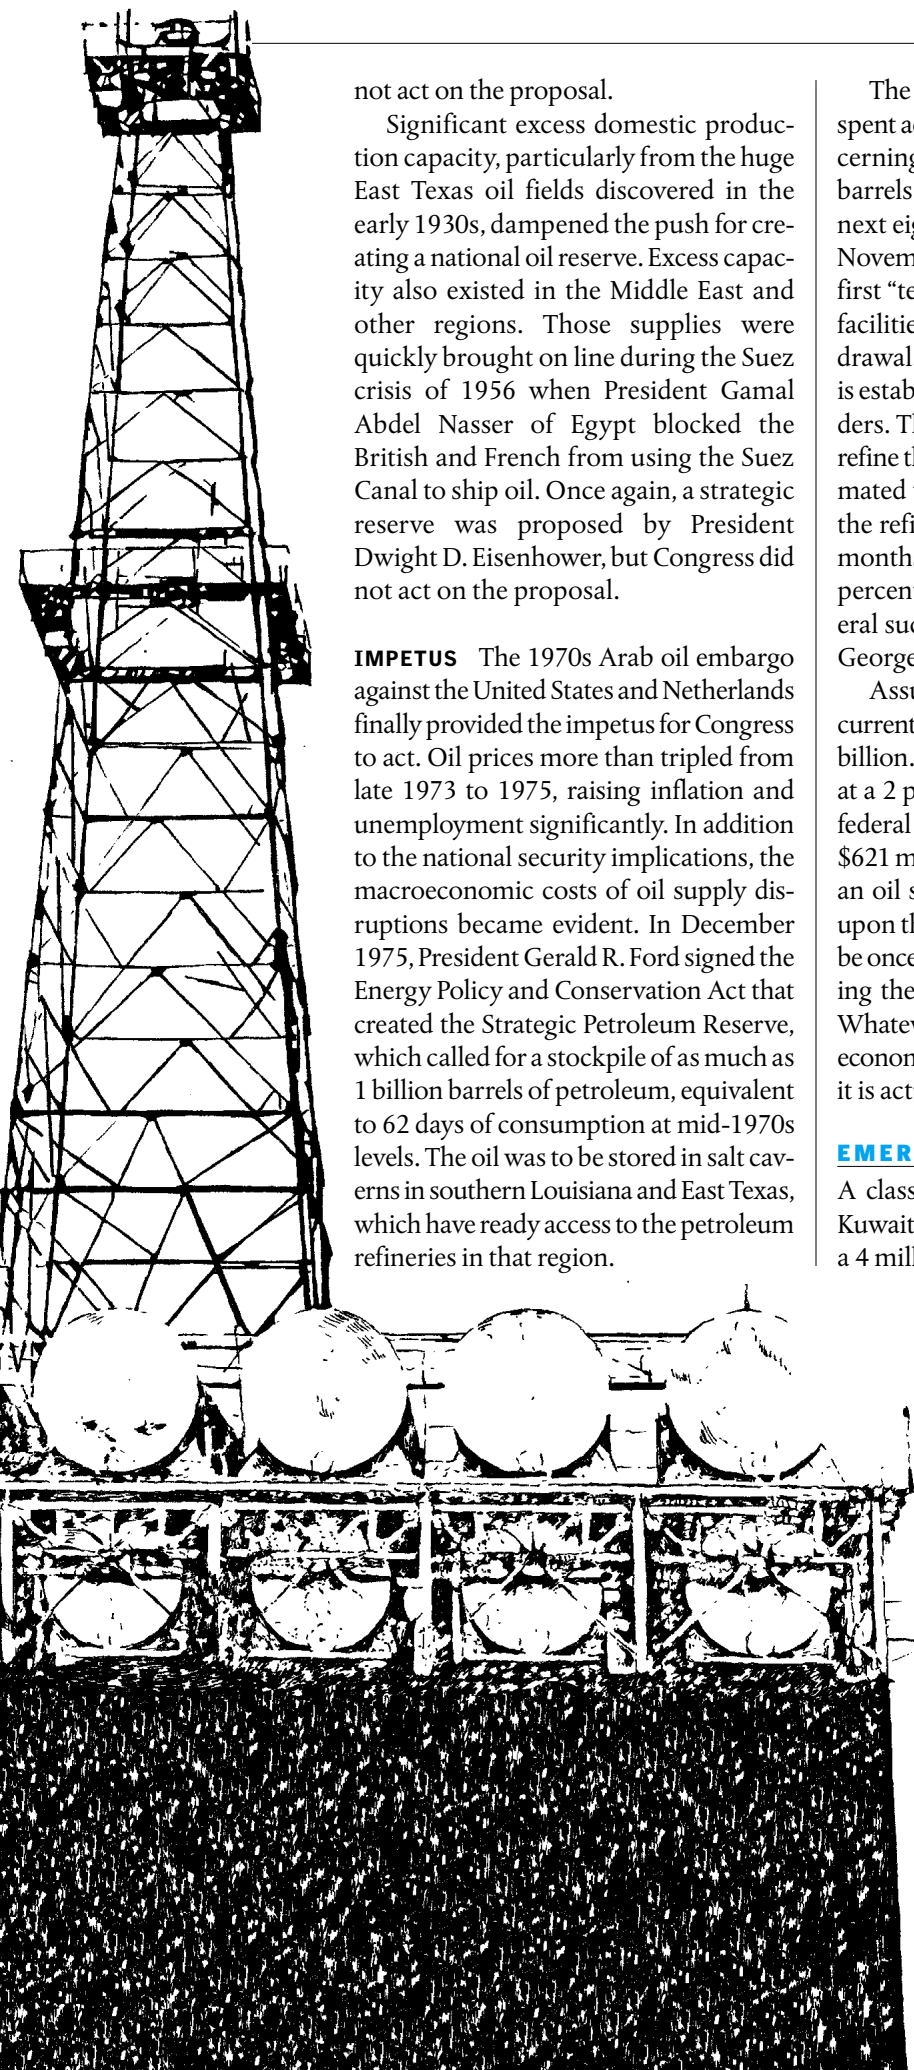 not act on the proposal.
Significant excess domestic produc-
tion capacity, particularly from the huge
East Texas oil fields discovered in the
early 1930s, dampened the push for cre-
ating a national oil reserve. Excess capac-
ity also existed in the Middle East and
other regions. Those supplies were
quickly brought on line during the Suez
crisis of 1956 when President Gamal
Abdel Nasser of Egypt blocked the
British and French from using the Suez
Canal to ship oil. Once again, a strategic
reserve was proposed by President
Dwight D. Eisenhower, but Congress did
not act on the proposal.
IMPETUS The 1970s Arab oil embargo
against the United States and Netherlands
finally provided the impetus for Congress
to act. Oil prices more than tripled from
late 1973 to 1975, raising inflation and
unemployment significantly. In addition
to the national security implications, the
macroeconomic costs of oil supply dis-
ruptions became evident. In December
1975, President Gerald R. Ford signed the
Energy Policy and Conservation Act that
created the Strategic Petroleum Reserve,
which called for a stockpile of as much as
1 billion barrels of petroleum, equivalent
to 62 days of consumption at mid-1970s
levels. The oil was to be stored in salt cav-
erns in southern Louisiana and East Texas,
which have ready access to the petroleum
refineries in that region.
The
spent
cerning
barrels
next
Novem
first "te
facilitie
drawal
is estab
ders.
refine
mated
the refi
month
percent
eral
George
Assu
current
billion.
at a 2
federal
$621
an oil
upon
be once
ing the
Whatev
econom
it is
EMER
A class
Kuwait
a 4